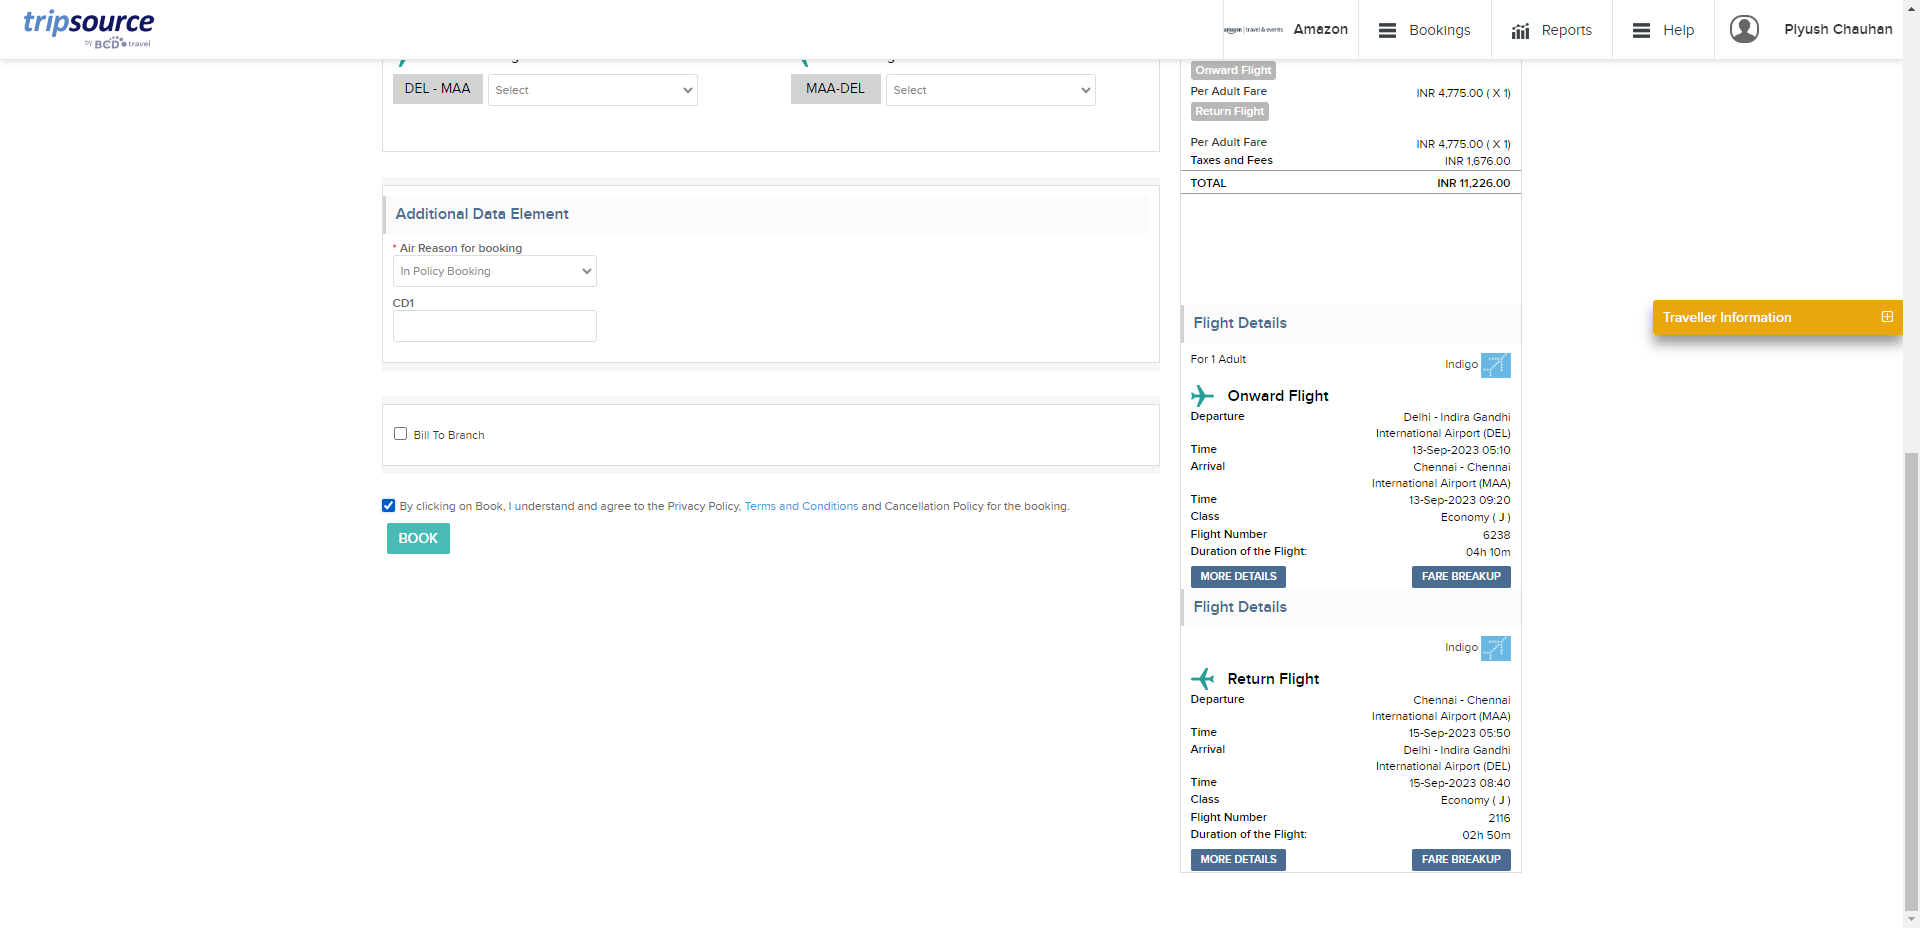 tripsource
by BCD travel
amazon | travel & events
Amazon
Bookings
Reports
Help
Piyush Chauhan
DEL - MAA
Select
MAA-DEL
Select
Additional Data Element
* Air Reason for booking
In Policy Booking
CD1
Bill To Branch
By clicking on Book, I understand and agree to the Privacy Policy, Terms and Conditions and Cancellation Policy for the booking.
BOOK
Onward Flight
Per Adult Fare INR 4,775.00 ( X 1)
Return Flight
Per Adult Fare INR 4,775.00 ( X 1)
Taxes and Fees INR 1,676.00
TOTAL INR 11,226.00
Flight Details
For 1 Adult Indigo
Onward Flight
Departure Delhi - Indira Gandhi
International Airport (DEL)
Time 13-Sep-2023 05:10
Arrival Chennai - Chennai
International Airport (MAA)
Time 13-Sep-2023 09:20
Class Economy ( J )
Flight Number 6238
Duration of the Flight: 04h 10m
MORE DETAILS FARE BREAKUP
Flight Details
Indigo
Return Flight
Departure Chennai - Chennai
International Airport (MAA)
Time 15-Sep-2023 05:50
Arrival Delhi - Indira Gandhi
International Airport (DEL)
Time 15-Sep-2023 08:40
Class Economy ( J )
Flight Number 2116
Duration of the Flight: 02h 50m
MORE DETAILS FARE BREAKUP
Traveller Information